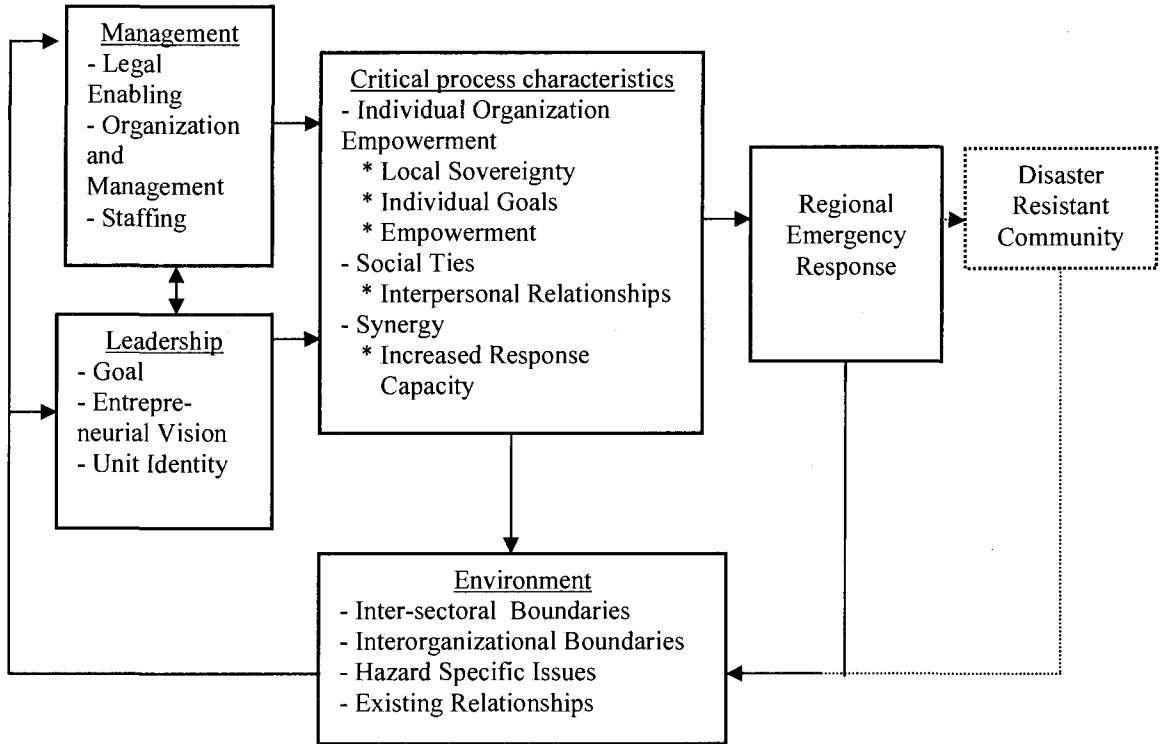 Management
- Legal
Enabling
- Organization
and
Management
- Staffing
Leadership
- Goal
- Entrepre-
neurial Vision
- Unit Identity
Critical process characteristics
- Individual Organization
Empowerment
* Local Sovereignty
* Individual Goals
* Empowerment
- Social Ties
* Interpersonal Relationships
- Synergy
* Increased Response
Capacity
Regional
Emergency
Response
Disaster
Resistant
Community
Environment
- Inter-sectoral Boundaries
- Interorganizational Boundaries
- Hazard Specific Issues
- Existing Relationships